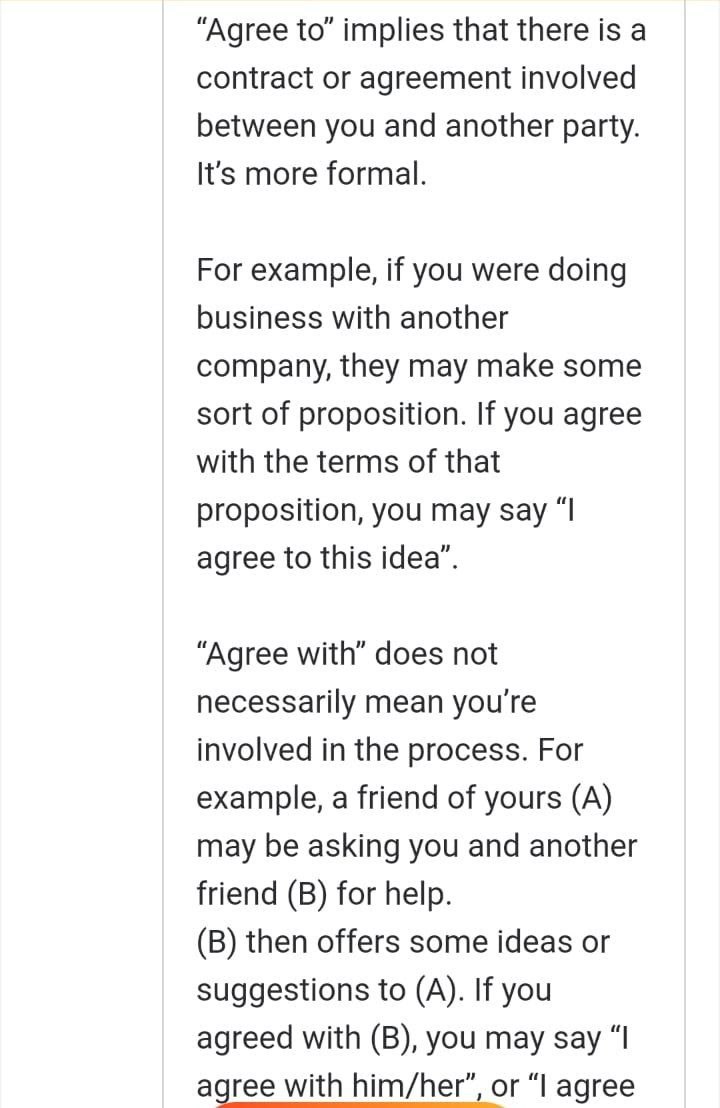 “Agree to” implies that there is a
contract or agreement involved
between you and another party.
It’s more formal.
For example, if you were doing
business with another
company, they may make some
sort of proposition. If you agree
with the terms of that
proposition, you may say “I
agree to this idea”.
“Agree with” does not
necessarily mean you’re
involved in the process. For
example, a friend of yours (A)
may be asking you and another
friend (B) for help.
(B) then offers some ideas or
suggestions to (A). If you
agreed with (B), you may say “I
agree with him/her”, or “I agree